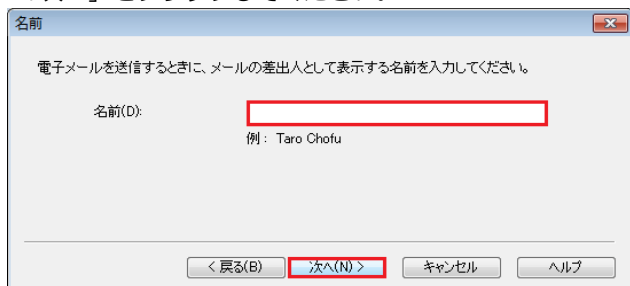 名前
電子メールを送信するときに、メールの差出人として表示する名前を入力してください。
名前(D):
例： Taro Chofu
< 戻る(B) 次へ(N) > キャンセル ヘルプ